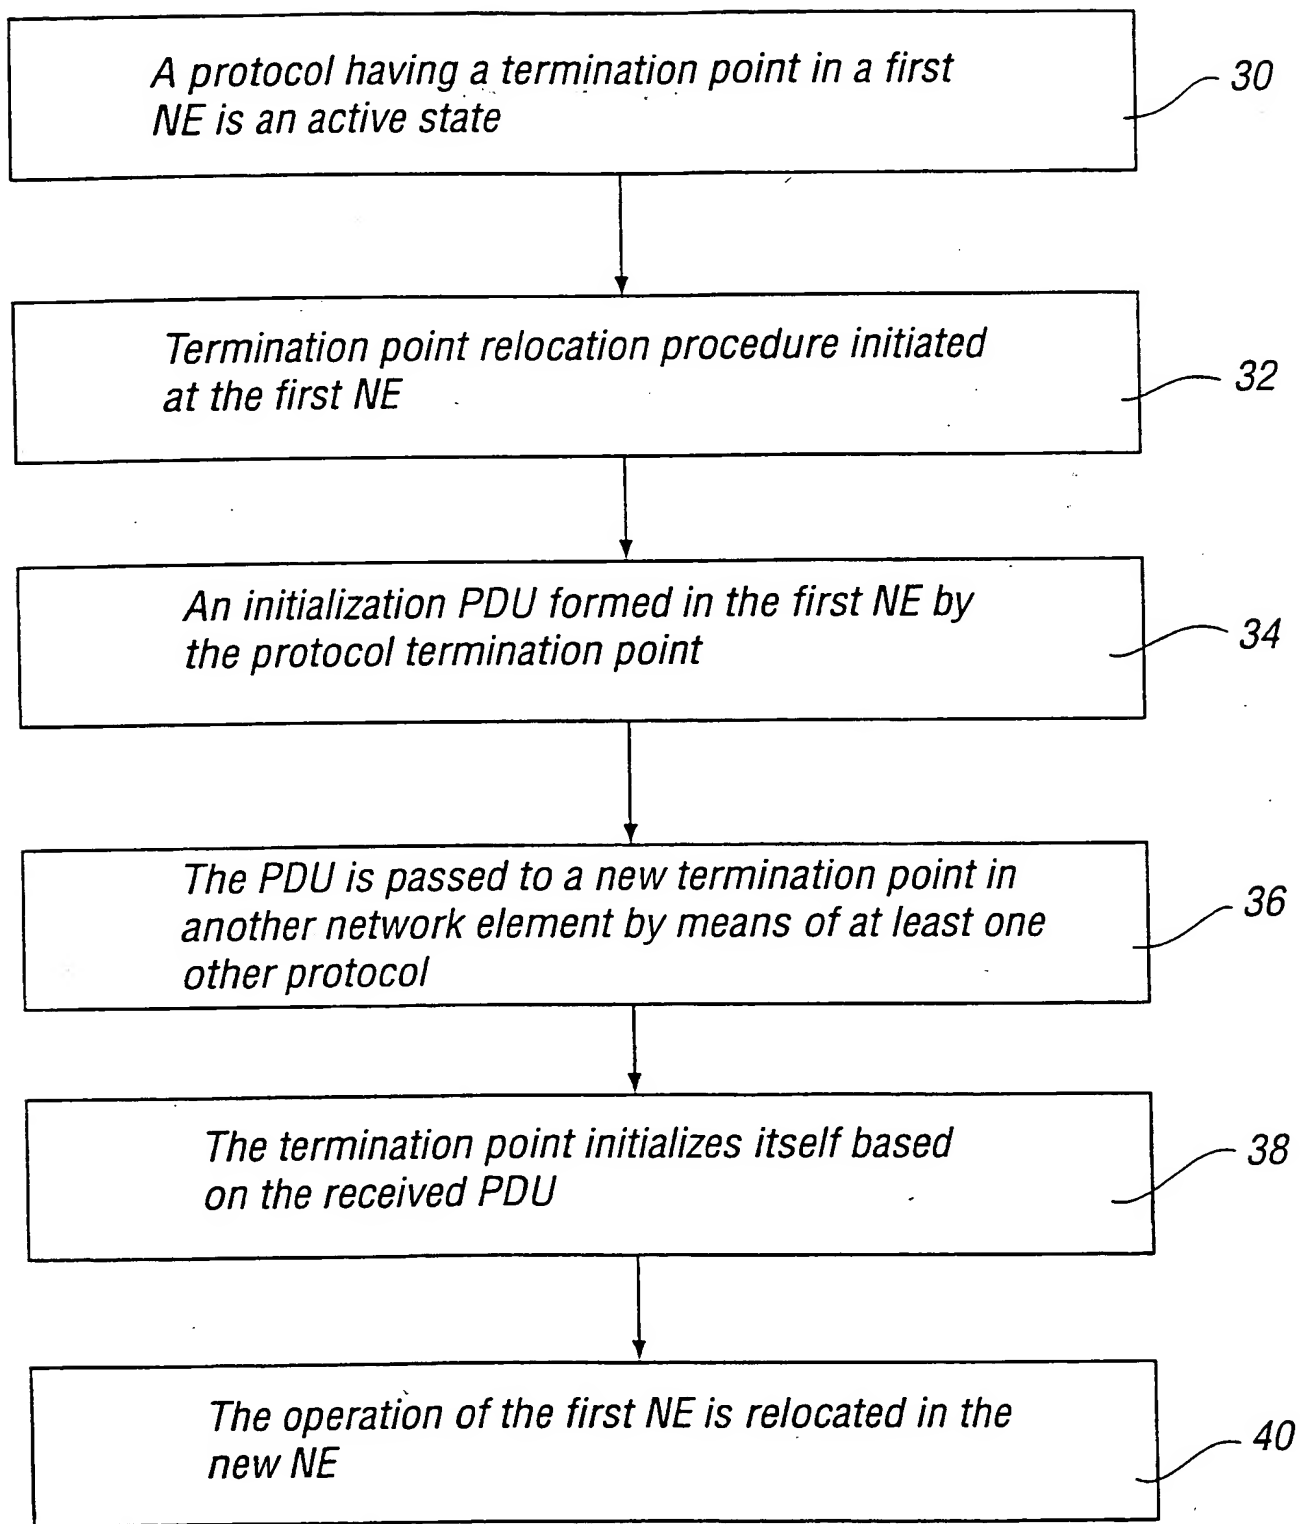 A protocol having a termination point in a first
NE is an active state
30
Termination point relocation procedure initiated
at the first NE
32
An initialization PDU formed in the first NE by
the protocol termination point
34
The PDU is passed to a new termination point in
another network element by means of at least one
other protocol
36
The termination point initializes itself based
on the received PDU
38
The operation of the first NE is relocated in the
new NE
40